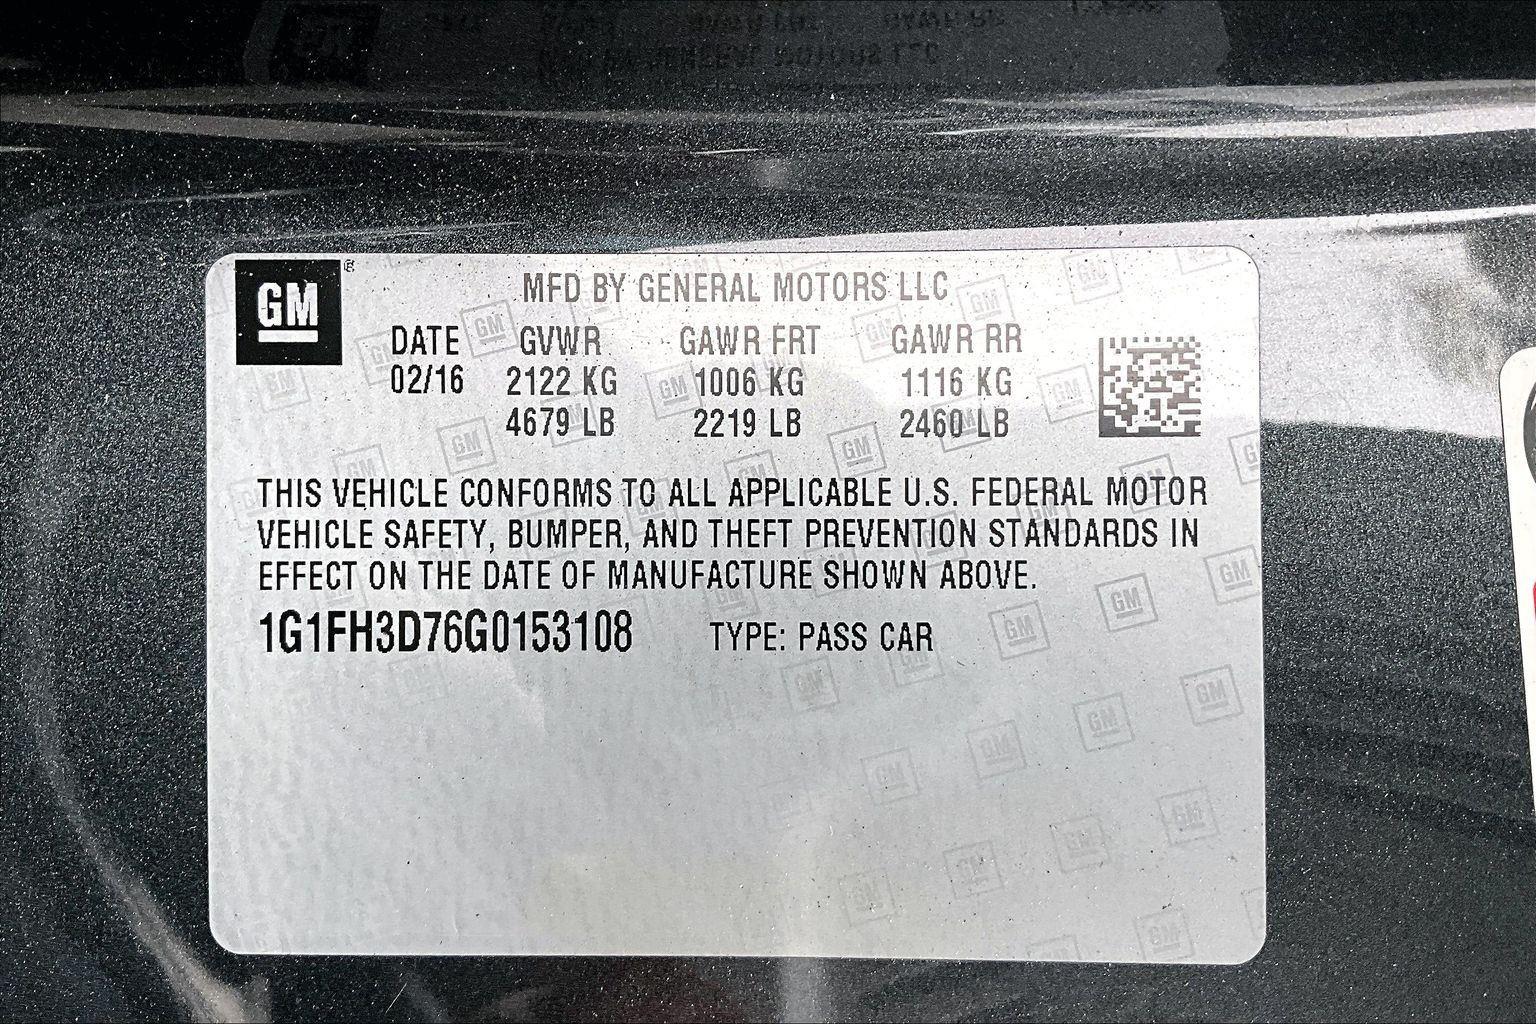 GM
MFD BY GENERAL MOTORS LLC
DATE GVWR GAWR FRT GAWR RR
02/16 2122 KG 1006 KG 1116 KG
4679 LB 2219 LB 2460 LB
THIS VEHICLE CONFORMS TO ALL APPLICABLE U.S. FEDERAL MOTOR
VEHICLE SAFETY, BUMPER, AND THEFT PREVENTION STANDARDS IN
EFFECT ON THE DATE OF MANUFACTURE SHOWN ABOVE.
1G1FH3D76G0153108 TYPE: PASS CAR